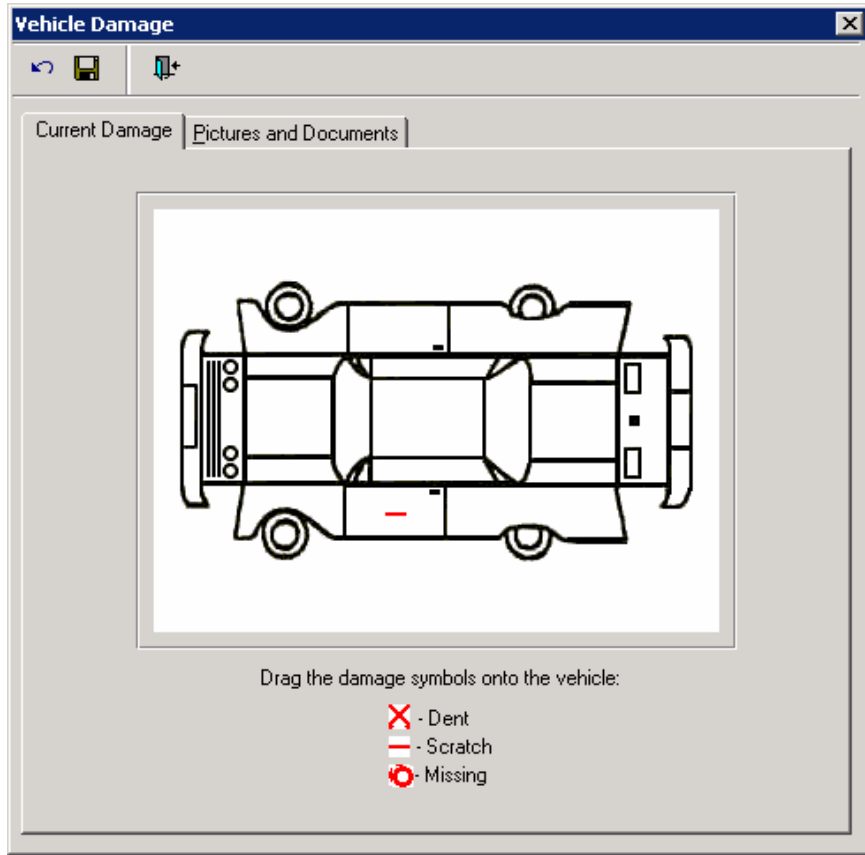 Vehicle Damage
Current Damage
Pictures and Documents
Drag the damage symbols onto the vehicle:
- Dent
- Scratch
- Missing